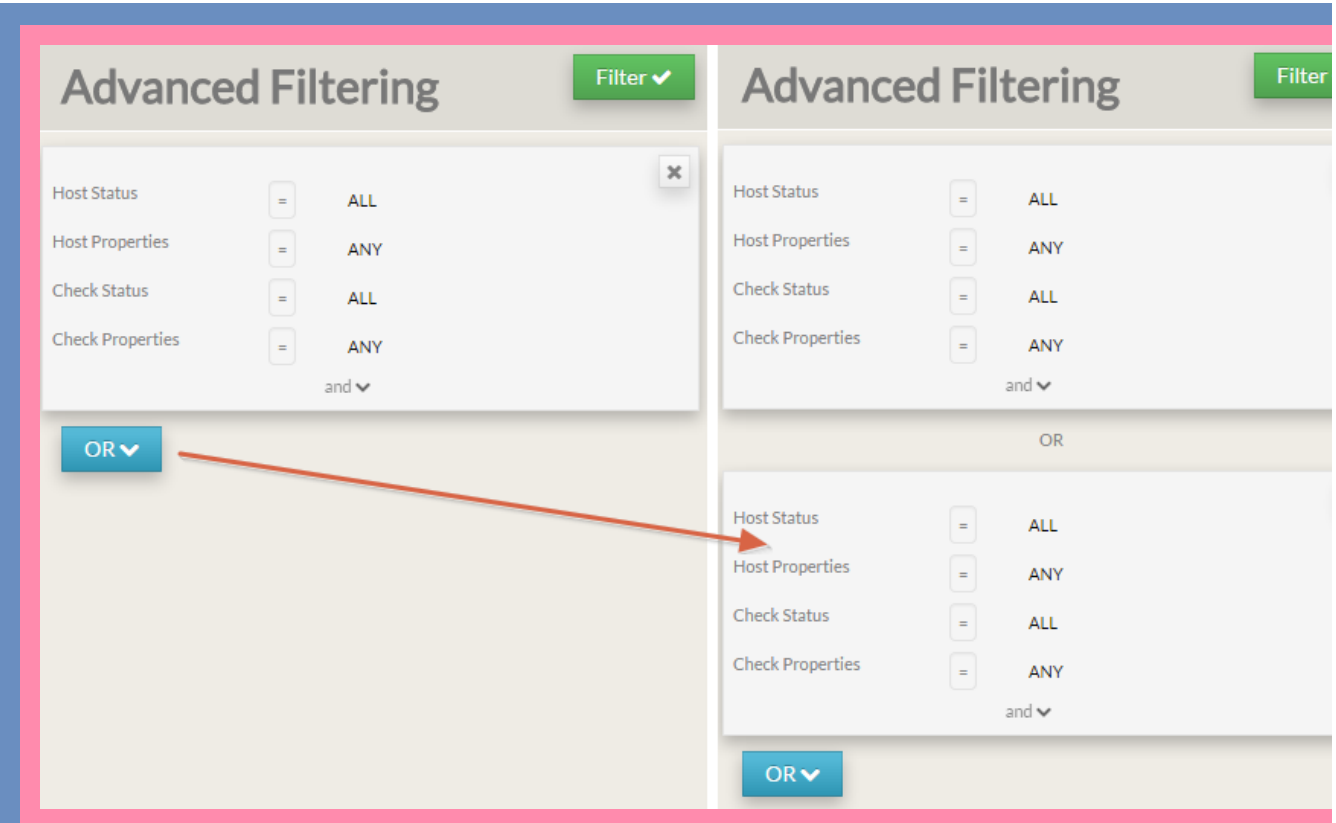 Advanced Filtering
Filter
Host Status = ALL
Host Properties = ANY
Check Status = ALL
Check Properties = ANY
and
OR
Advanced Filtering
Filter
Host Status = ALL
Host Properties = ANY
Check Status = ALL
Check Properties = ANY
and
OR
Host Status = ALL
Host Properties = ANY
Check Status = ALL
Check Properties = ANY
and
OR